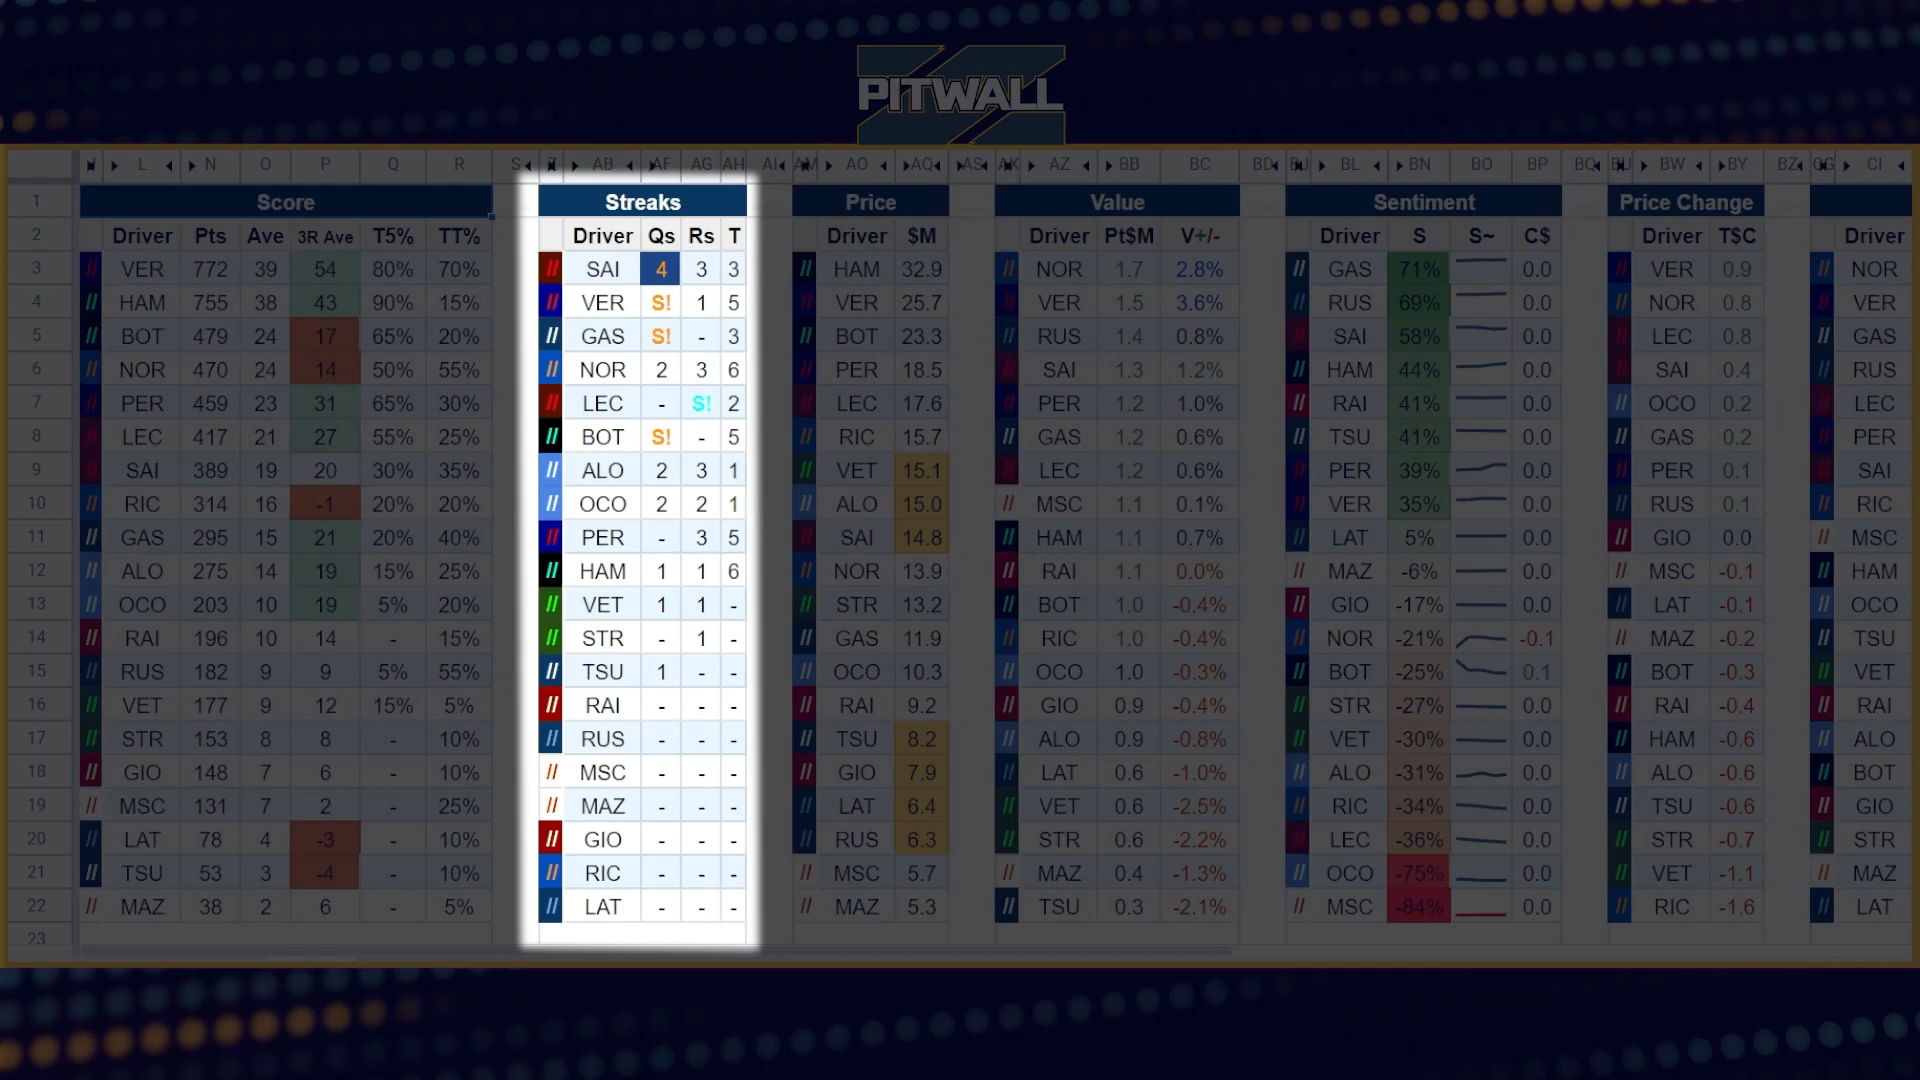 PITWALL
L N O P Q R S AB AF AG AH AI AM AO AQ AS AX AZ BB BC BD BJ BL BN BO BP BQ BU BW BY BZ CG CI
1 Score Streaks Price Value Sentiment Price Change
2 Driver Pts Ave 3R Ave T5% TT% Driver Qs Rs T Driver $M Driver Pt$M V+/- Driver S S~ C$ Driver T$C Driver
3 VER 772 39 54 80% 70% SAI 4 3 3 HAM 32.9 NOR 1.7 2.8% GAS 71% 0.0 VER 0.9 NOR
4 HAM 755 38 43 90% 15% VER S! 1 5 VER 25.7 VER 1.5 3.6% RUS 69% 0.0 NOR 0.8 VER
5 BOT 479 24 17 65% 20% GAS S! - 3 BOT 23.3 RUS 1.4 0.8% SAI 58% 0.0 LEC 0.8 GAS
6 NOR 470 24 14 50% 55% NOR 2 3 6 PER 18.5 SAI 1.3 1.2% HAM 44% 0.0 SAI 0.4 RUS
7 PER 459 23 31 65% 30% LEC - S! 2 LEC 17.6 PER 1.2 1.0% RAI 41% 0.0 OCO 0.2 LEC
8 LEC 417 21 27 55% 25% BOT S! - 5 RIC 15.7 GAS 1.2 0.6% TSU 41% 0.0 GAS 0.2 PER
9 SAI 389 19 20 30% 35% ALO 2 3 1 VET 15.1 LEC 1.2 0.6% PER 39% 0.0 PER 0.1 SAI
10 RIC 314 16 -1 20% 20% OCO 2 2 1 ALO 15.0 MSC 1.1 0.1% VER 35% 0.0 RUS 0.1 RIC
11 GAS 295 15 21 20% 40% PER - 3 5 SAI 14.8 HAM 1.1 0.7% LAT 5% 0.0 GIO 0.0 MSC
12 ALO 275 14 19 15% 25% HAM 1 1 6 NOR 13.9 RAI 1.1 0.0% MAZ -6% 0.0 MSC -0.1 HAM
13 OCO 203 10 19 5% 20% VET 1 1 - STR 13.2 BOT 1.0 -0.4% GIO -17% 0.0 LAT -0.1 OCO
14 RAI 196 10 14 - 15% STR - 1 - GAS 11.9 RIC 1.0 -0.4% NOR -21% -0.1 MAZ -0.2 TSU
15 RUS 182 9 9 5% 55% TSU 1 - - OCO 10.3 OCO 1.0 -0.3% BOT -25% 0.1 BOT -0.3 VET
16 VET 177 9 12 15% 5% RAI - - - RAI 9.2 GIO 0.9 -0.4% STR -27% 0.0 RAI -0.4 RAI
17 STR 153 8 8 - 10% RUS - - - TSU 8.2 ALO 0.9 -0.8% VET -30% 0.0 HAM -0.6 ALO
18 GIO 148 7 6 - 10% MSC - - - GIO 7.9 LAT 0.6 -1.0% ALO -31% 0.0 ALO -0.6 BOT
19 MSC 131 7 2 - 25% MAZ - - - LAT 6.4 VET 0.6 -2.5% RIC -34% 0.0 TSU -0.6 GIO
20 LAT 78 4 -3 - 10% GIO - - - RUS 6.3 STR 0.6 -2.2% LEC -36% 0.0 STR -0.7 STR
21 TSU 53 3 -4 - 10% RIC - - - MSC 5.7 MAZ 0.4 -1.3% OCO -75% 0.0 VET -1.1 MAZ
22 MAZ 38 2 6 - 5% LAT - - - MAZ 5.3 TSU 0.3 -2.1% MSC -84% 0.0 RIC -1.6 LAT
23